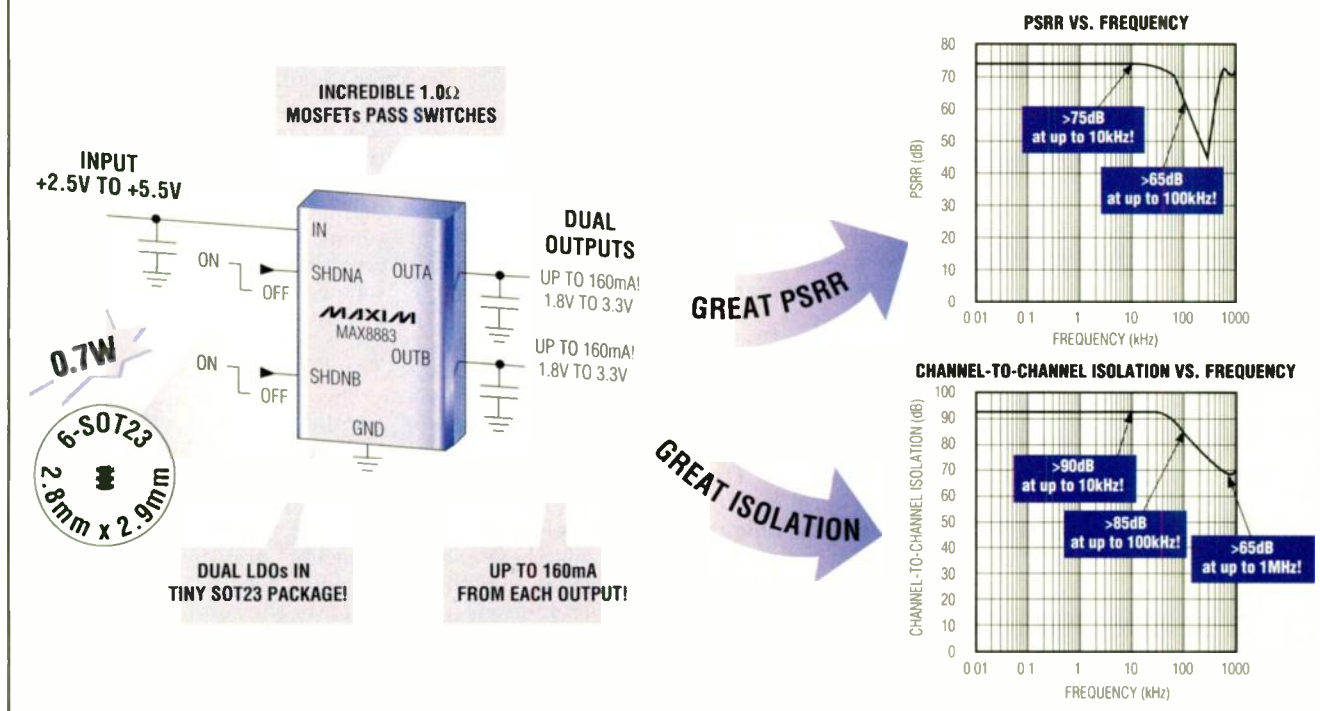 INCREDIBLE 1.0Ω
MOSFETs PASS SWITCHES
INPUT
+2.5V TO +5.5V
IN
ON
OFF
SHDNA
OUTA
MAXIM
MAX8883
OUTB
ON
OFF
SHDNB
GND
DUAL
OUTPUTS
UP TO 160mA!
1.8V TO 3.3V
UP TO 160mA!
1.8V TO 3.3V
0.7W
6-SOT23
2.8mm x 2.9mm
DUAL LDOs IN
TINY SOT23 PACKAGE!
UP TO 160mA
FROM EACH OUTPUT!
GREAT PSRR
GREAT ISOLATION
PSRR VS. FREQUENCY
PSRR (dB)
80
70
60
50
40
30
20
10
0
>75dB
at up to 10kHz!
>65dB
at up to 100kHz!
0 01 0 1 1 10 100 1000
FREQUENCY (kHz)
CHANNEL-TO-CHANNEL ISOLATION VS. FREQUENCY
CHANNEL-TO-CHANNEL ISOLATION (dB)
100
90
80
70
60
50
40
30
20
10
0
>90dB
at up to 10kHz!
>85dB
at up to 100kHz!
>65dB
at up to 1MHz!
0 01 0 1 1 10 100 1000
FREQUENCY (kHz)